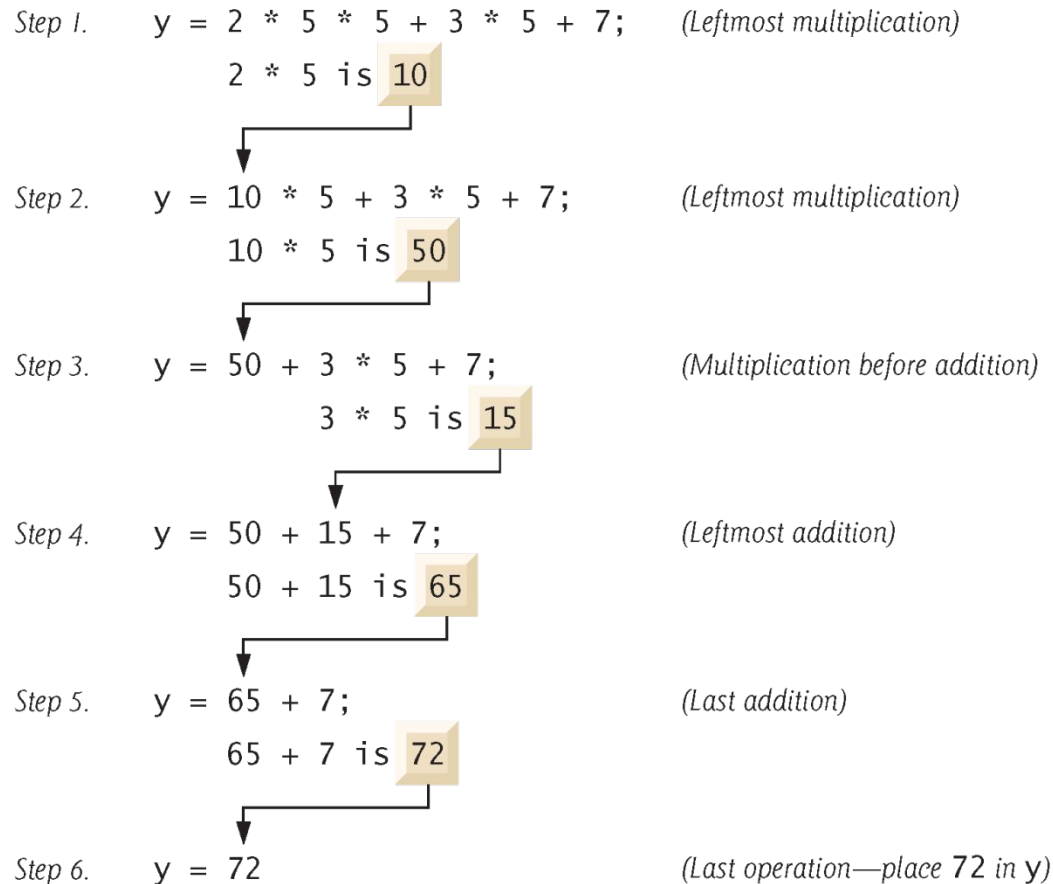 Step 1. y = 2 * 5 * 5 + 3 * 5 + 7; (Leftmost multiplication)
2 * 5 is 10
Step 2. y = 10 * 5 + 3 * 5 + 7; (Leftmost multiplication)
10 * 5 is 50
Step 3. y = 50 + 3 * 5 + 7; (Multiplication before addition)
3 * 5 is 15
Step 4. y = 50 + 15 + 7; (Leftmost addition)
50 + 15 is 65
Step 5. y = 65 + 7; (Last addition)
65 + 7 is 72
Step 6. y = 72 (Last operation—place 72 in y)